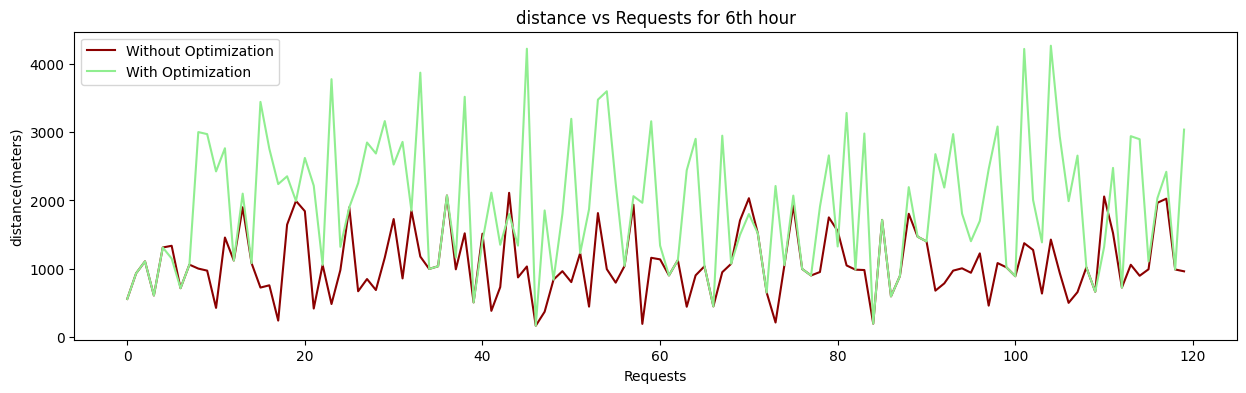 distance vs Requests for 6th hour
Without Optimization
With Optimization
distance(meters)
4000
3000
2000
1000
0
0 20 40 60 80 100 120
Requests